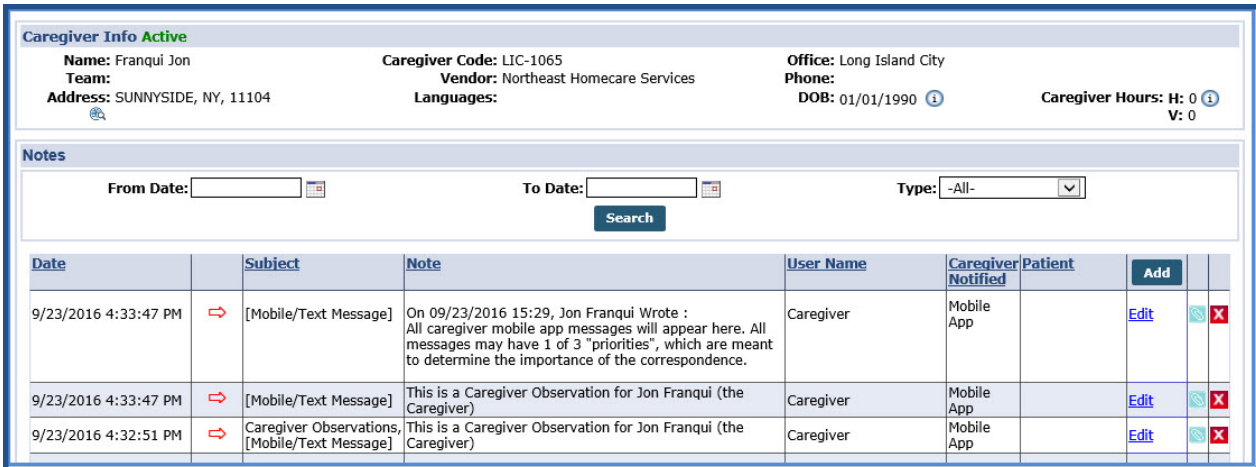 Caregiver Info Active
Name: Franqui Jon Caregiver Code: LIC-1065 Office: Long Island City
Team: Vendor: Northeast Homecare Services Phone:
Address: SUNNYSIDE, NY, 11104 Languages: DOB: 01/01/1990 Caregiver Hours: H: 0
V: 0
Notes
From Date: To Date: Type: -All-
Search
Date Subject Note User Name Caregiver Notified Patient Add
9/23/2016 4:33:47 PM [Mobile/Text Message] On 09/23/2016 15:29, Jon Franqui Wrote : Caregiver Mobile App Edit X
All caregiver mobile app messages will appear here. All
messages may have 1 of 3 "priorities", which are meant
to determine the importance of the correspondence.
9/23/2016 4:33:47 PM [Mobile/Text Message] This is a Caregiver Observation for Jon Franqui (the Caregiver) Caregiver Mobile App Edit X
9/23/2016 4:32:51 PM Caregiver Observations, [Mobile/Text Message] This is a Caregiver Observation for Jon Franqui (the Caregiver) Caregiver Mobile App Edit X